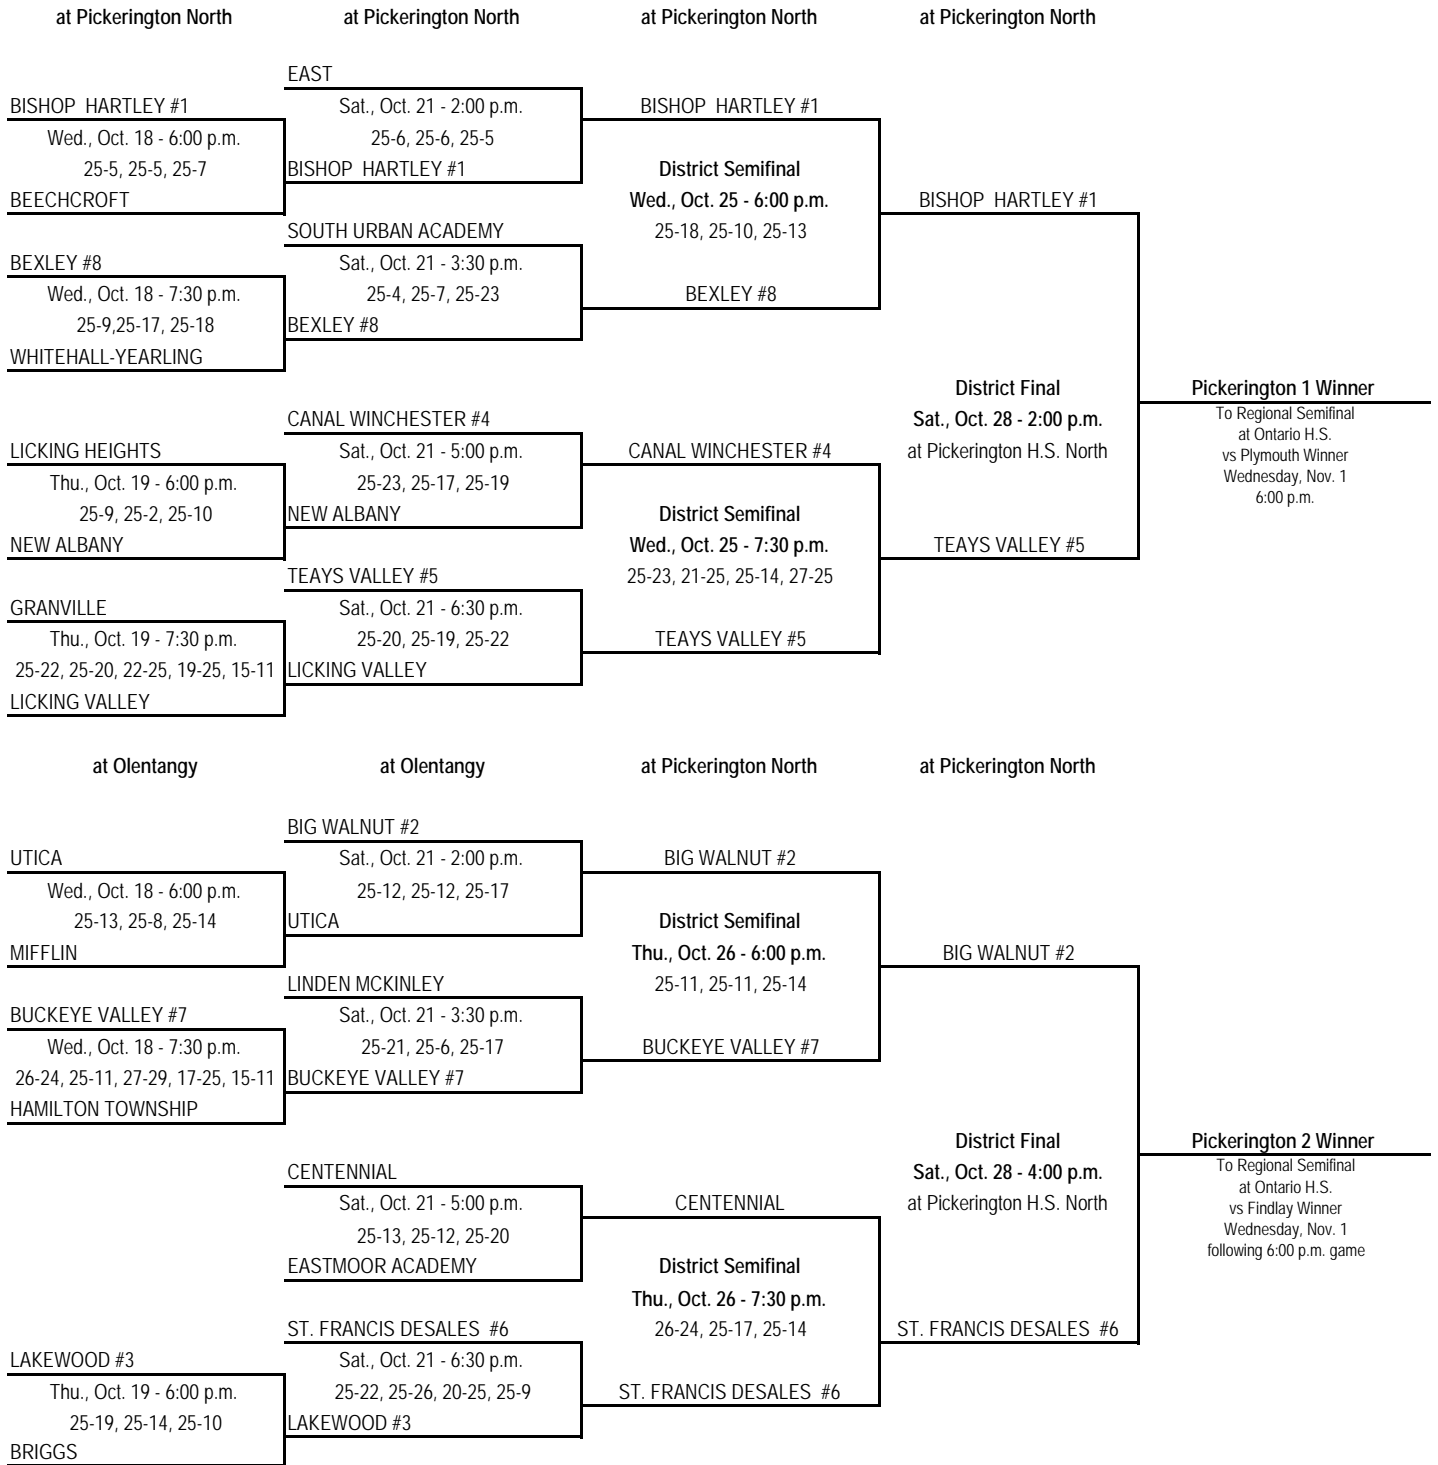 at Pickerington North
at Pickerington North
at Pickerington North
at Pickerington North
EAST
BISHOP HARTLEY #1
Sat., Oct. 21 - 2:00 p.m.
BISHOP HARTLEY #1
Wed., Oct. 18 - 6:00 p.m.
25-6, 25-6, 25-5
25-5, 25-5, 25-7
BISHOP HARTLEY #1
District Semifinal
BEECHCROFT
Wed., Oct. 25 - 6:00 p.m.
BISHOP HARTLEY #1
SOUTH URBAN ACADEMY
25-18, 25-10, 25-13
BEXLEY #8
Sat., Oct. 21 - 3:30 p.m.
Wed., Oct. 18 - 7:30 p.m.
25-4, 25-7, 25-23
BEXLEY #8
25-9,25-17, 25-18
BEXLEY #8
WHITEHALL-YEARLING
District Final
Pickerington 1 Winner
CANAL WINCHESTER #4
Sat., Oct. 28 - 2:00 p.m.
To Regional Semifinal
at Ontario H.S.
LICKING HEIGHTS
Sat., Oct. 21 - 5:00 p.m.
CANAL WINCHESTER #4
at Pickerington H.S. North
vs Plymouth Winner
Thu., Oct. 19 - 6:00 p.m.
25-23, 25-17, 25-19
Wednesday, Nov. 1
6:00 p.m.
25-9, 25-2, 25-10
NEW ALBANY
District Semifinal
NEW ALBANY
Wed., Oct. 25 - 7:30 p.m.
TEAYS VALLEY #5
TEAYS VALLEY #5
25-23, 21-25, 25-14, 27-25
GRANVILLE
Sat., Oct. 21 - 6:30 p.m.
Thu., Oct. 19 - 7:30 p.m.
25-20, 25-19, 25-22
TEAYS VALLEY #5
25-22, 25-20, 22-25, 19-25, 15-11
LICKING VALLEY
LICKING VALLEY
at Olentangy
at Olentangy
at Pickerington North
at Pickerington North
BIG WALNUT #2
UTICA
Sat., Oct. 21 - 2:00 p.m.
BIG WALNUT #2
Wed., Oct. 18 - 6:00 p.m.
25-12, 25-12, 25-17
25-13, 25-8, 25-14
UTICA
District Semifinal
MIFFLIN
Thu., Oct. 26 - 6:00 p.m.
BIG WALNUT #2
LINDEN MCKINLEY
25-11, 25-11, 25-14
BUCKEYE VALLEY #7
Sat., Oct. 21 - 3:30 p.m.
Wed., Oct. 18 - 7:30 p.m.
25-21, 25-6, 25-17
BUCKEYE VALLEY #7
26-24, 25-11, 27-29, 17-25, 15-11
BUCKEYE VALLEY #7
HAMILTON TOWNSHIP
District Final
Pickerington 2 Winner
CENTENNIAL
Sat., Oct. 28 - 4:00 p.m.
To Regional Semifinal
at Ontario H.S.
Sat., Oct. 21 - 5:00 p.m.
CENTENNIAL
at Pickerington H.S. North
vs Findlay Winner
25-13, 25-12, 25-20
Wednesday, Nov. 1
following 6:00 p.m. game
EASTMOOR ACADEMY
District Semifinal
Thu., Oct. 26 - 7:30 p.m.
ST. FRANCIS DESALES #6
26-24, 25-17, 25-14
ST. FRANCIS DESALES #6
LAKEWOOD #3
Sat., Oct. 21 - 6:30 p.m.
Thu., Oct. 19 - 6:00 p.m.
25-22, 25-26, 20-25, 25-9
ST. FRANCIS DESALES #6
25-19, 25-14, 25-10
LAKEWOOD #3
BRIGGS